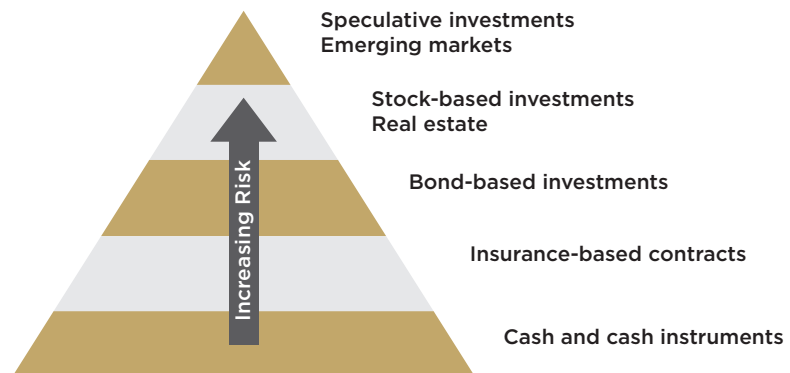 Speculative investments
Emerging markets
Stock-based investments
Real estate
Bond-based investments
Increasing Risk
Insurance-based contracts
Cash and cash instruments